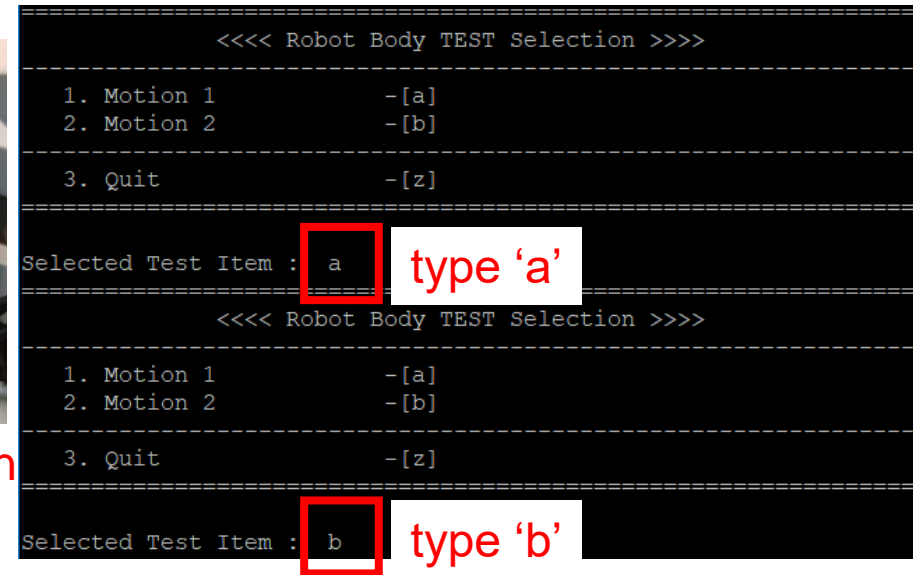 <<<< Robot Body TEST Selection >>>>
1. Motion 1 -[a]
2. Motion 2 -[b]
3. Quit -[z]
Selected Test Item : a
type ‘a’
<<<< Robot Body TEST Selection >>>>
1. Motion 1 -[a]
2. Motion 2 -[b]
3. Quit -[z]
Selected Test Item : b
type ‘b’